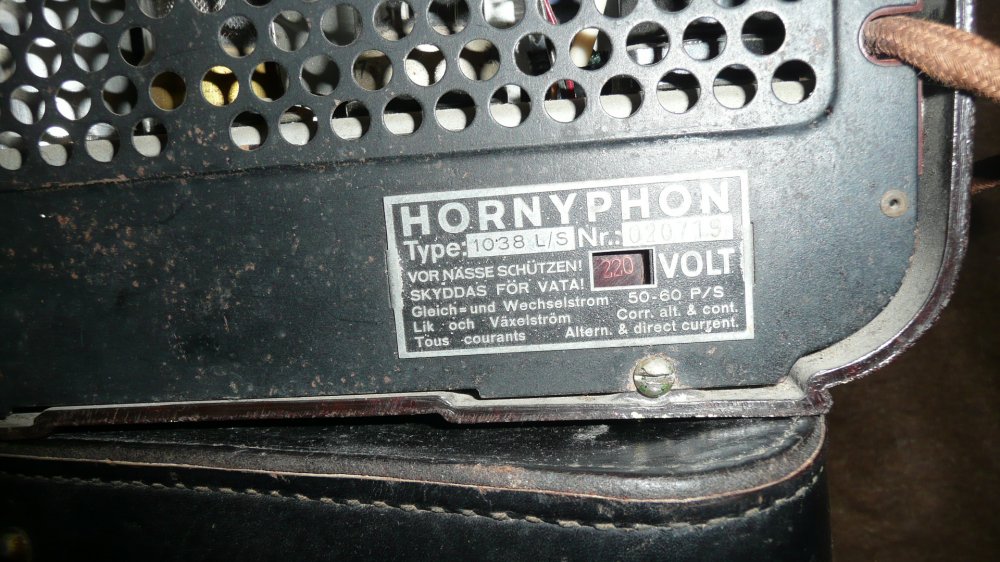 HORNYPHON
Type: 1038 L/S Nr.: 020719
VOR NÄSSE SCHÜTZEN!
SKYDDAS FÖR VATA!
220 VOLT
Gleich= und Wechselstrom 50-60 P/S
Lik och Växelström Corr. alt. & cont.
Tous courants Altern. & direct current.